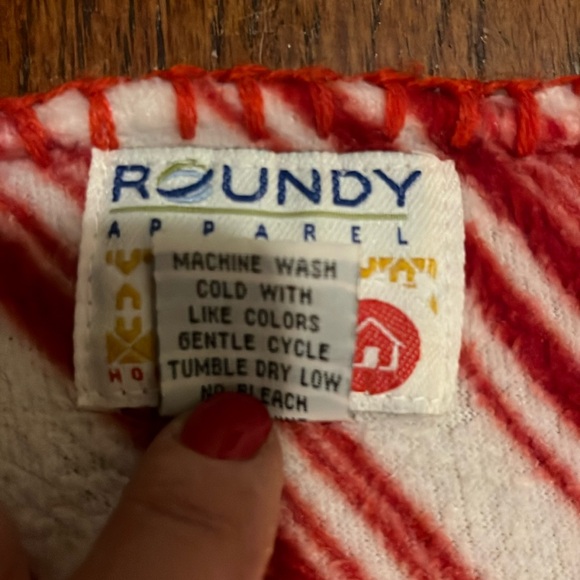 ROUNDY
APPAREL
MACHINE WASH
COLD WITH
LIKE COLORS
GENTLE CYCLE
TUMBLE DRY LOW
NO BLEACH